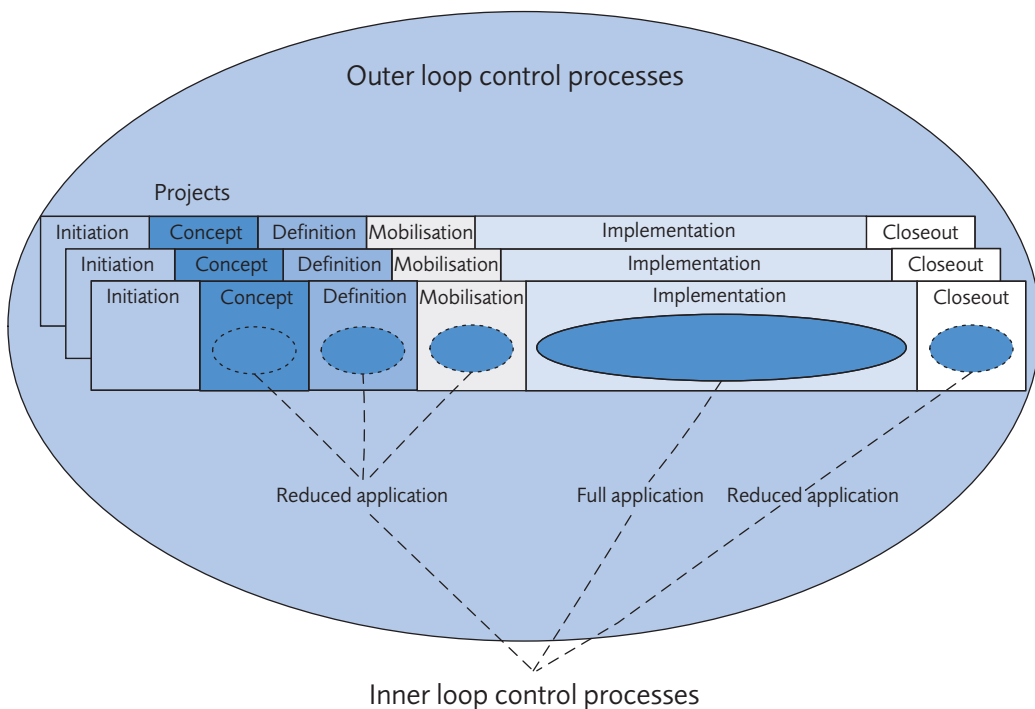 Outer loop control processes
Projects
Initiation Concept Definition Mobilisation Implementation Closeout
Initiation Concept Definition Mobilisation Implementation Closeout
Initiation Concept Definition Mobilisation Implementation Closeout
Reduced application Full application Reduced application
Inner loop control processes